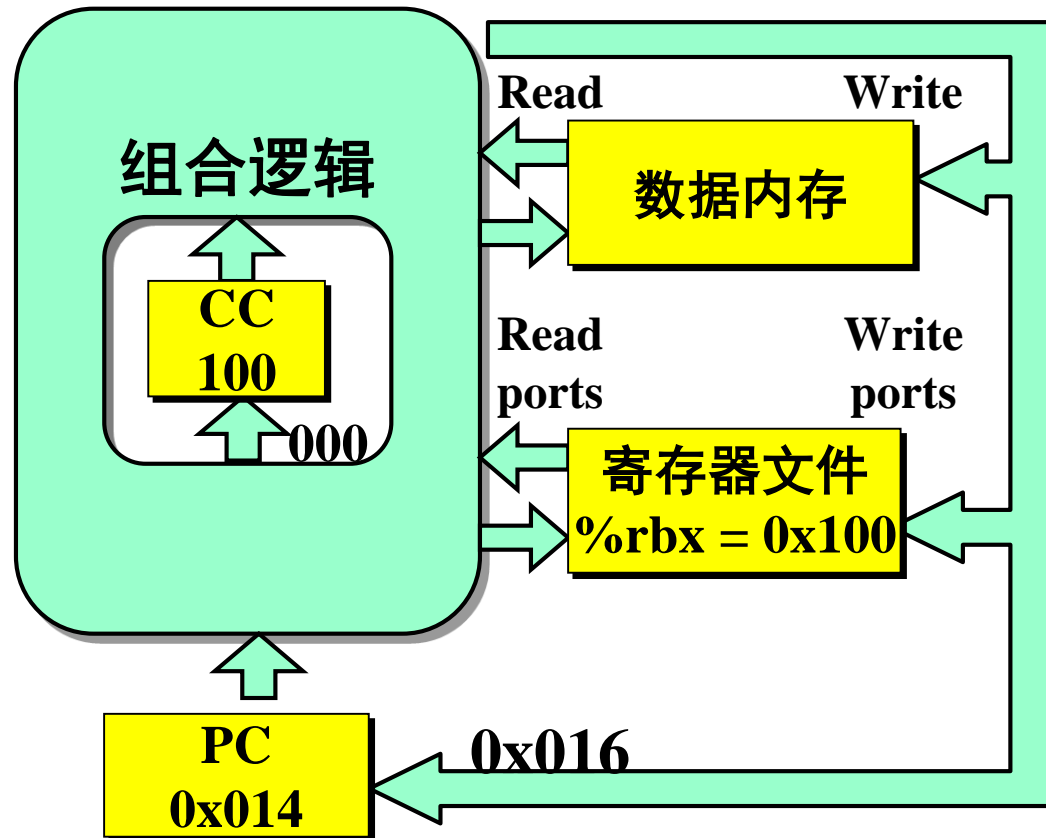 Read
Write
组合逻辑
数据内存
CC
100
000
Read
ports
Write
ports
寄存器文件
%rbx = 0x100
PC
0x014
0x016